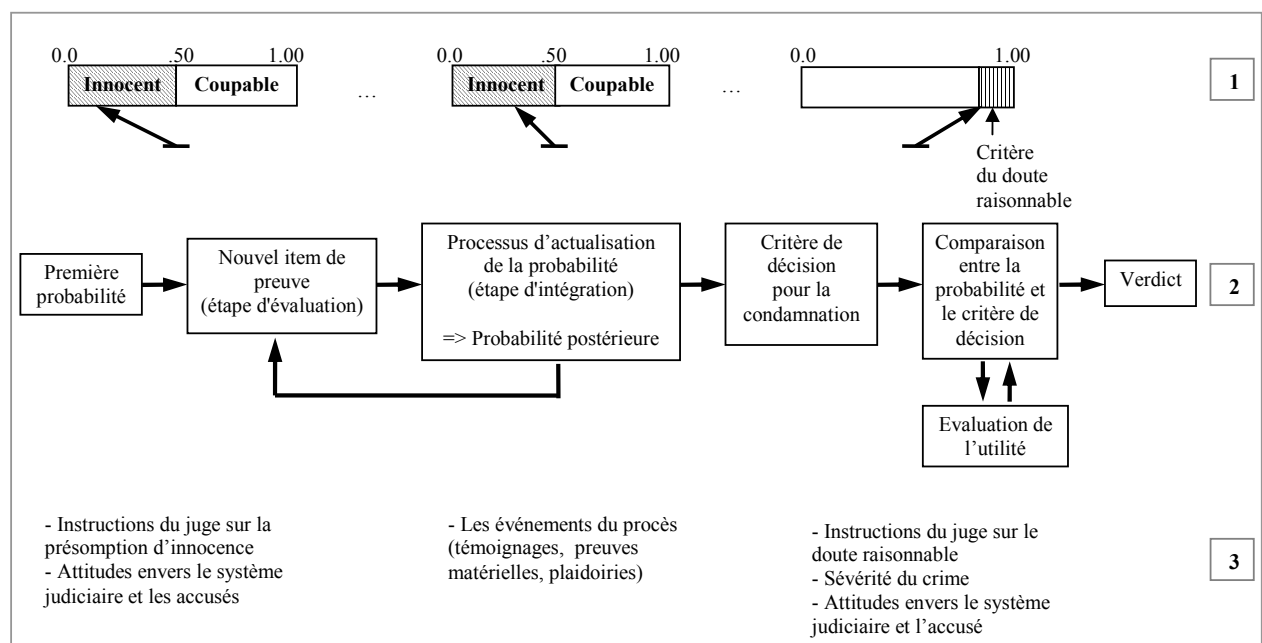 0.0 .50 1.00
Innocent Coupable
…
0.0 .50 1.00
Innocent Coupable
…
0.0 1.00
Critère
du doute
raisonnable
1
Première
probabilité
Nouvel item de
preuve
(étape d'évaluation)
Processus d’actualisation
de la probabilité
(étape d'intégration)
=> Probabilité postérieure
Critère de
décision
pour la
condamnation
Comparaison
entre la
probabilité et
le critère de
décision
Verdict
2
Evaluation de
l’utilité
- Instructions du juge sur la
présomption d’innocence
- Attitudes envers le système
judiciaire et les accusés
- Les événements du procès
(témoignages, preuves
matérielles, plaidoiries)
- Instructions du juge sur le
doute raisonnable
- Sévérité du crime
- Attitudes envers le système
judiciaire et l’accusé
3